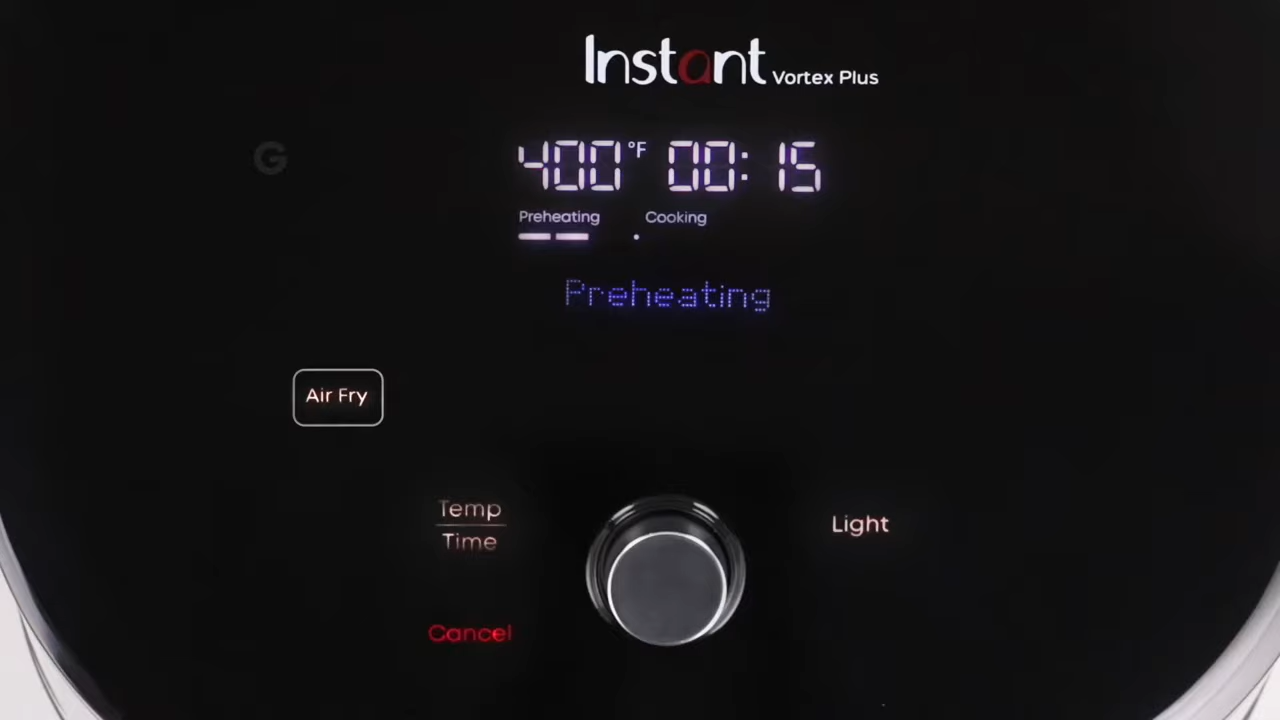 Instant Vortex Plus
G
400°F 00:15
Preheating Cooking
Preheating
Air Fry
Temp
Time
Light
Cancel